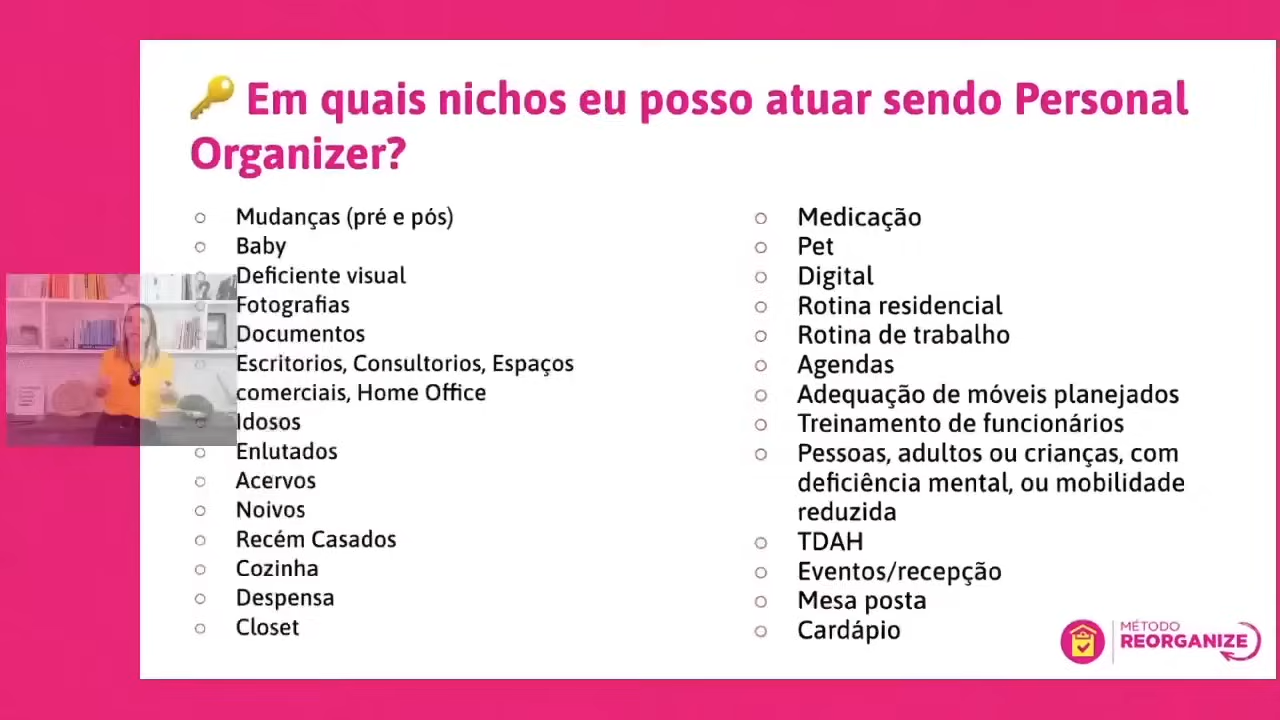 🔑 Em quais nichos eu posso atuar sendo Personal
Organizer?
Mudanças (pré e pós)
Baby
Deficiente visual
Fotografias
Documentos
Escritorios, Consultorios, Espaços
comerciais, Home Office
Idosos
Enlutados
Acervos
Noivos
Recém Casados
Cozinha
Despensa
Closet
Medicação
Pet
Digital
Rotina residencial
Rotina de trabalho
Agendas
Adequação de móveis planejados
Treinamento de funcionários
Pessoas, adultos ou crianças, com
deficiência mental, ou mobilidade
reduzida
TDAH
Eventos/recepção
Mesa posta
Cardápio
MÉTODO
REORGANIZE